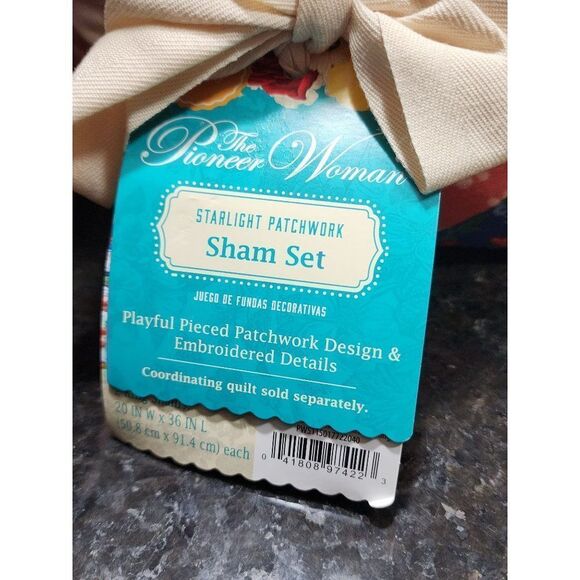 The
Pioneer Woman
STARLIGHT PATCHWORK
Sham Set
JUEGO DE FUNDAS DECORATIVAS
Playful Pieced Patchwork Design &
Embroidered Details
Coordinating quilt sold separately.
20 IN W x 36 IN L
(50.8 cm x 91.4 cm) each
0 41808 97422 3